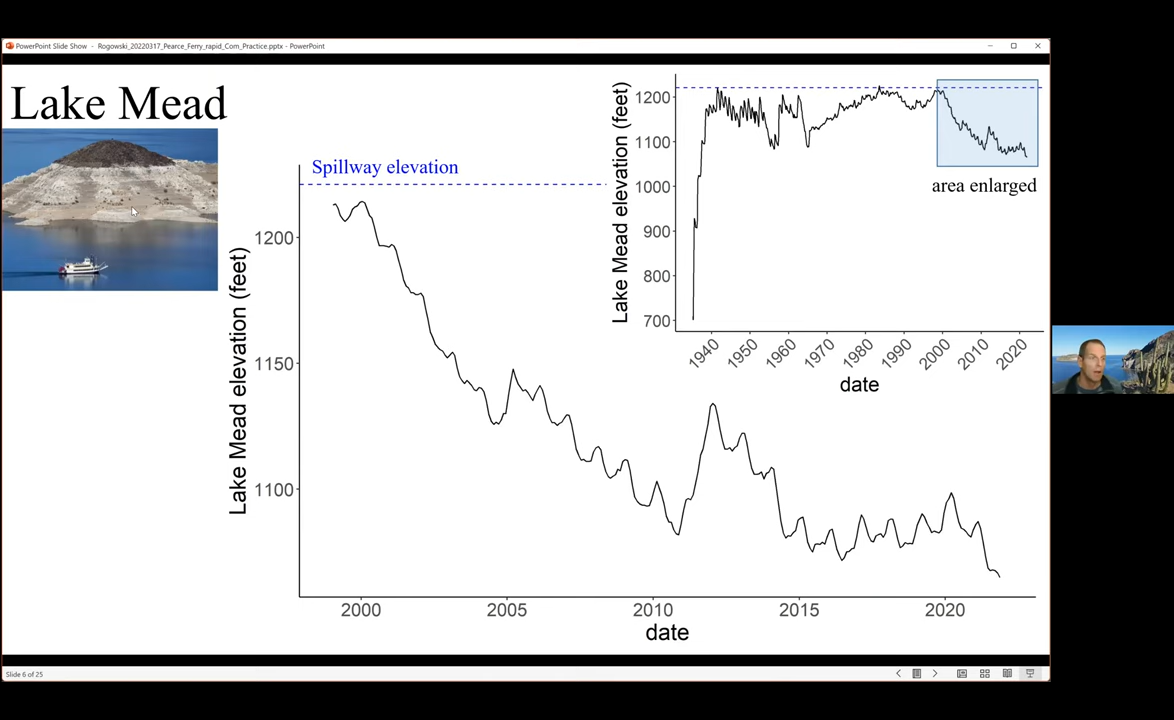 PowerPoint Slide Show - Rogowski_20220317_Pearce_Ferry_rapid_Com_Practice.pptx - PowerPoint
Lake Mead
Spillway elevation
Lake Mead elevation (feet)
1200
1150
1100
2000 2005 2010 2015 2020
date
Lake Mead elevation (feet)
1200
1100
1000
900
800
700
area enlarged
1940 1950 1960 1970 1980 1990 2000 2010 2020
date
Slide 6 of 25